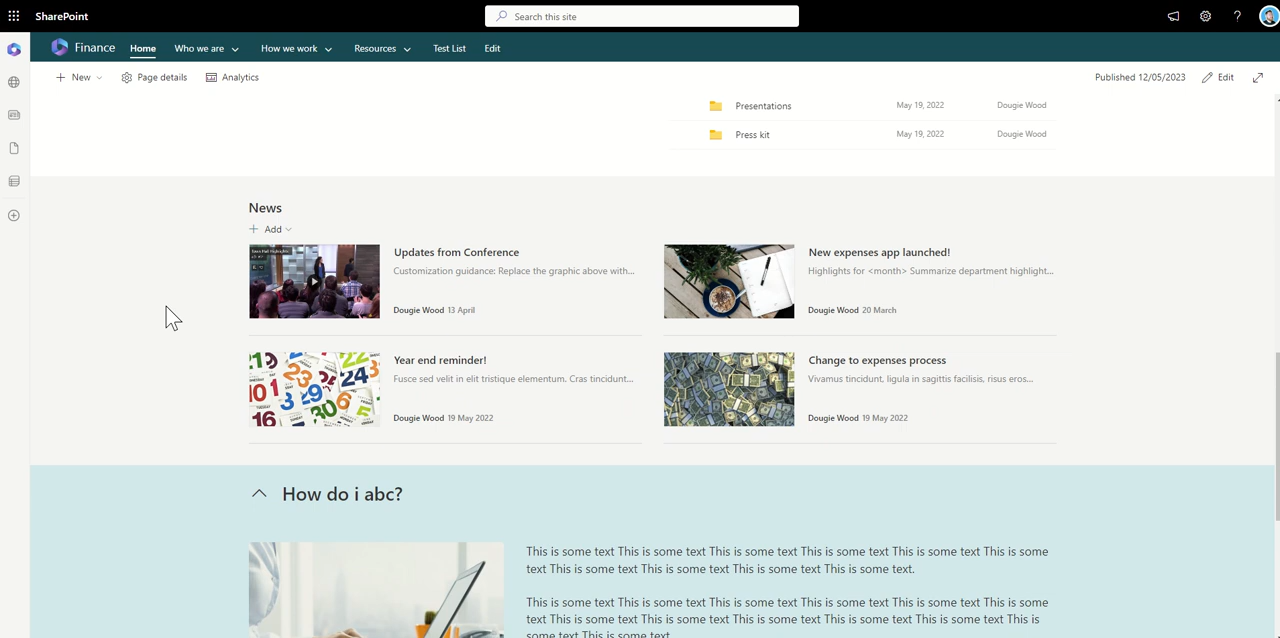 SharePoint
Search this site
?
Finance Home Who we are How we work Resources Test List Edit
+ New Page details Analytics Published 12/05/2023 Edit
Presentations May 19, 2022 Dougie Wood
Press kit May 19, 2022 Dougie Wood
News
+ Add
Updates from Conference
Customization guidance: Replace the graphic above with...
Dougie Wood 13 April
New expenses app launched!
Highlights for <month> Summarize department highlight...
Dougie Wood 20 March
Year end reminder!
Fusce sed velit in elit tristique elementum. Cras tincidunt...
Dougie Wood 19 May 2022
Change to expenses process
Vivamus tincidunt, ligula in sagittis facilisis, risus eros...
Dougie Wood 19 May 2022
How do i abc?
This is some text This is some text This is some text This is some text This is some text This is some
text This is some text This is some text This is some text This is some text.
This is some text This is some text This is some text This is some text This is some text This is some
text This is some text This is some text This is some text This is some text This is some
some text This is some text.